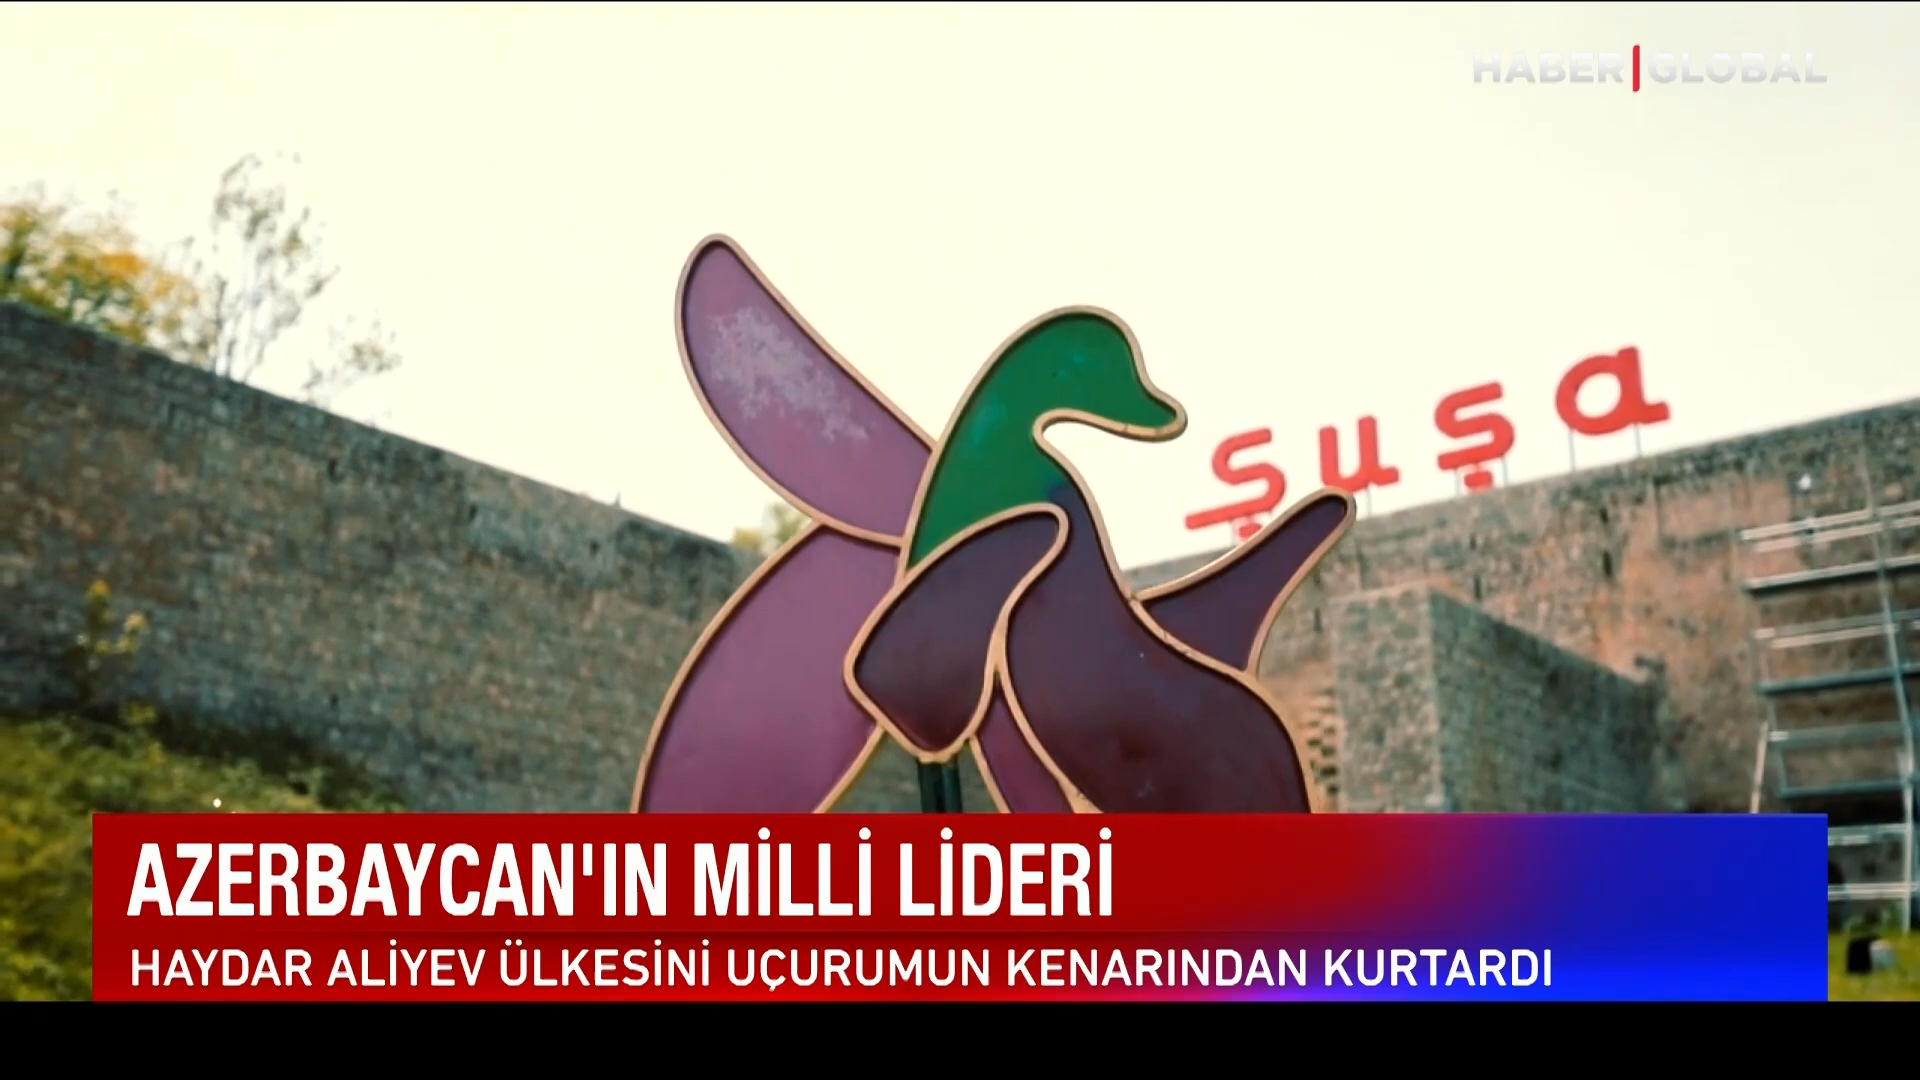 HABER|GLOBAL
şuşa
AZERBAYCAN'IN MİLLİ LİDERİ
HAYDAR ALİYEV ÜLKESİNİ UÇURUMUN KENARINDAN KURTARDI